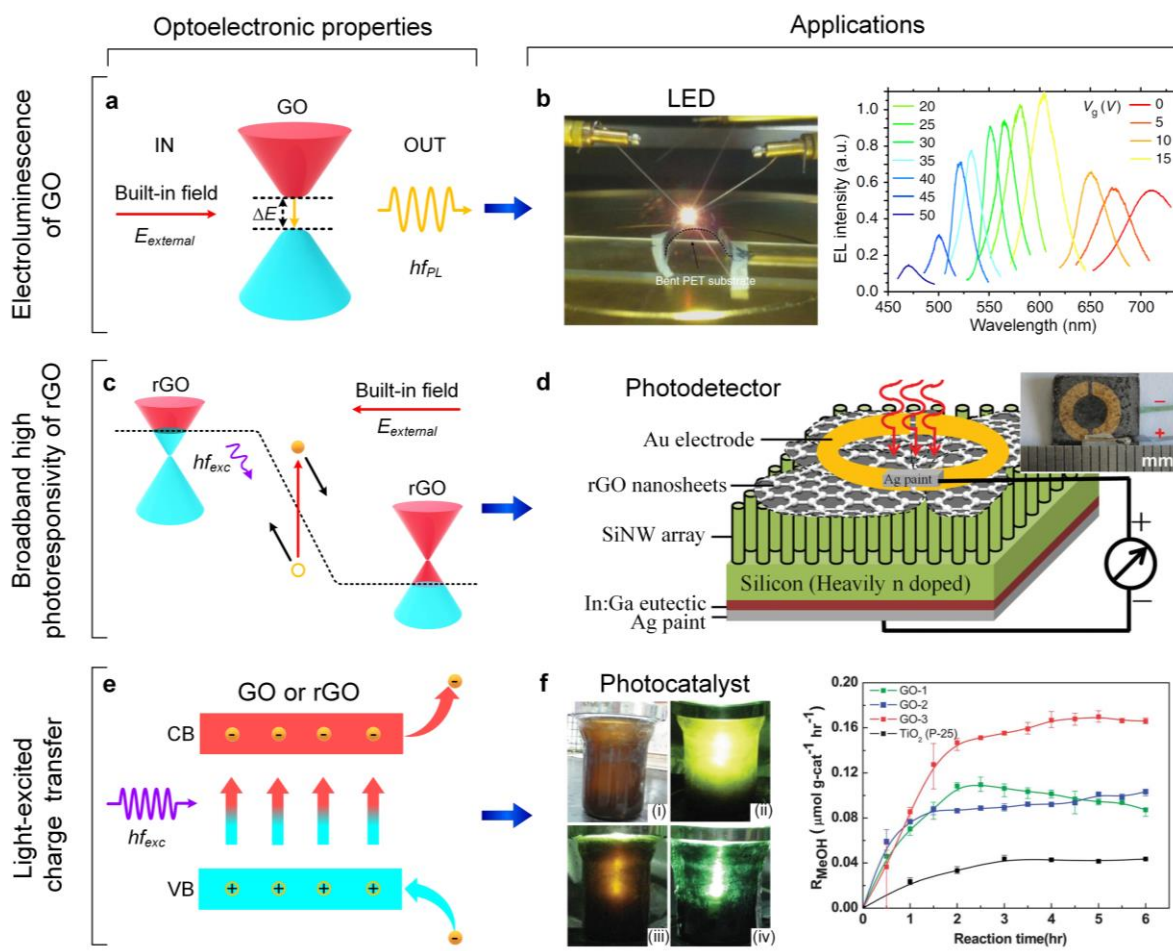 Optoelectronic properties
Applications
Electroluminescence
of GO
a
GO
IN
OUT
Built-in field
E_external
ΔE
hf_PL
b
LED
Bent PET substrate
EL intensity (a.u.)
1.0
0.8
0.6
0.4
0.2
0.0
20
25
30
35
40
45
50
V_g (V)
0
5
10
15
450 500 550 600 650 700
Wavelength (nm)
Broadband high
photoresponsivity of rGO
c
rGO
Built-in field
E_external
hf_exc
rGO
d
Photodetector
Au electrode
rGO nanosheets
SiNW array
Ag paint
Silicon (Heavily n doped)
In:Ga eutectic
Ag paint
−
+
mm
+
−
Light-excited
charge transfer
e
GO or rGO
CB
− − − −
−
hf_exc
VB
+ + + +
−
f
Photocatalyst
(i)
(ii)
(iii)
(iv)
R_MeOH (μmol g-cat⁻¹ hr⁻¹)
0.20
0.16
0.12
0.08
0.04
0.00
GO-1
GO-2
GO-3
TiO₂ (P-25)
0 1 2 3 4 5 6
Reaction time(hr)